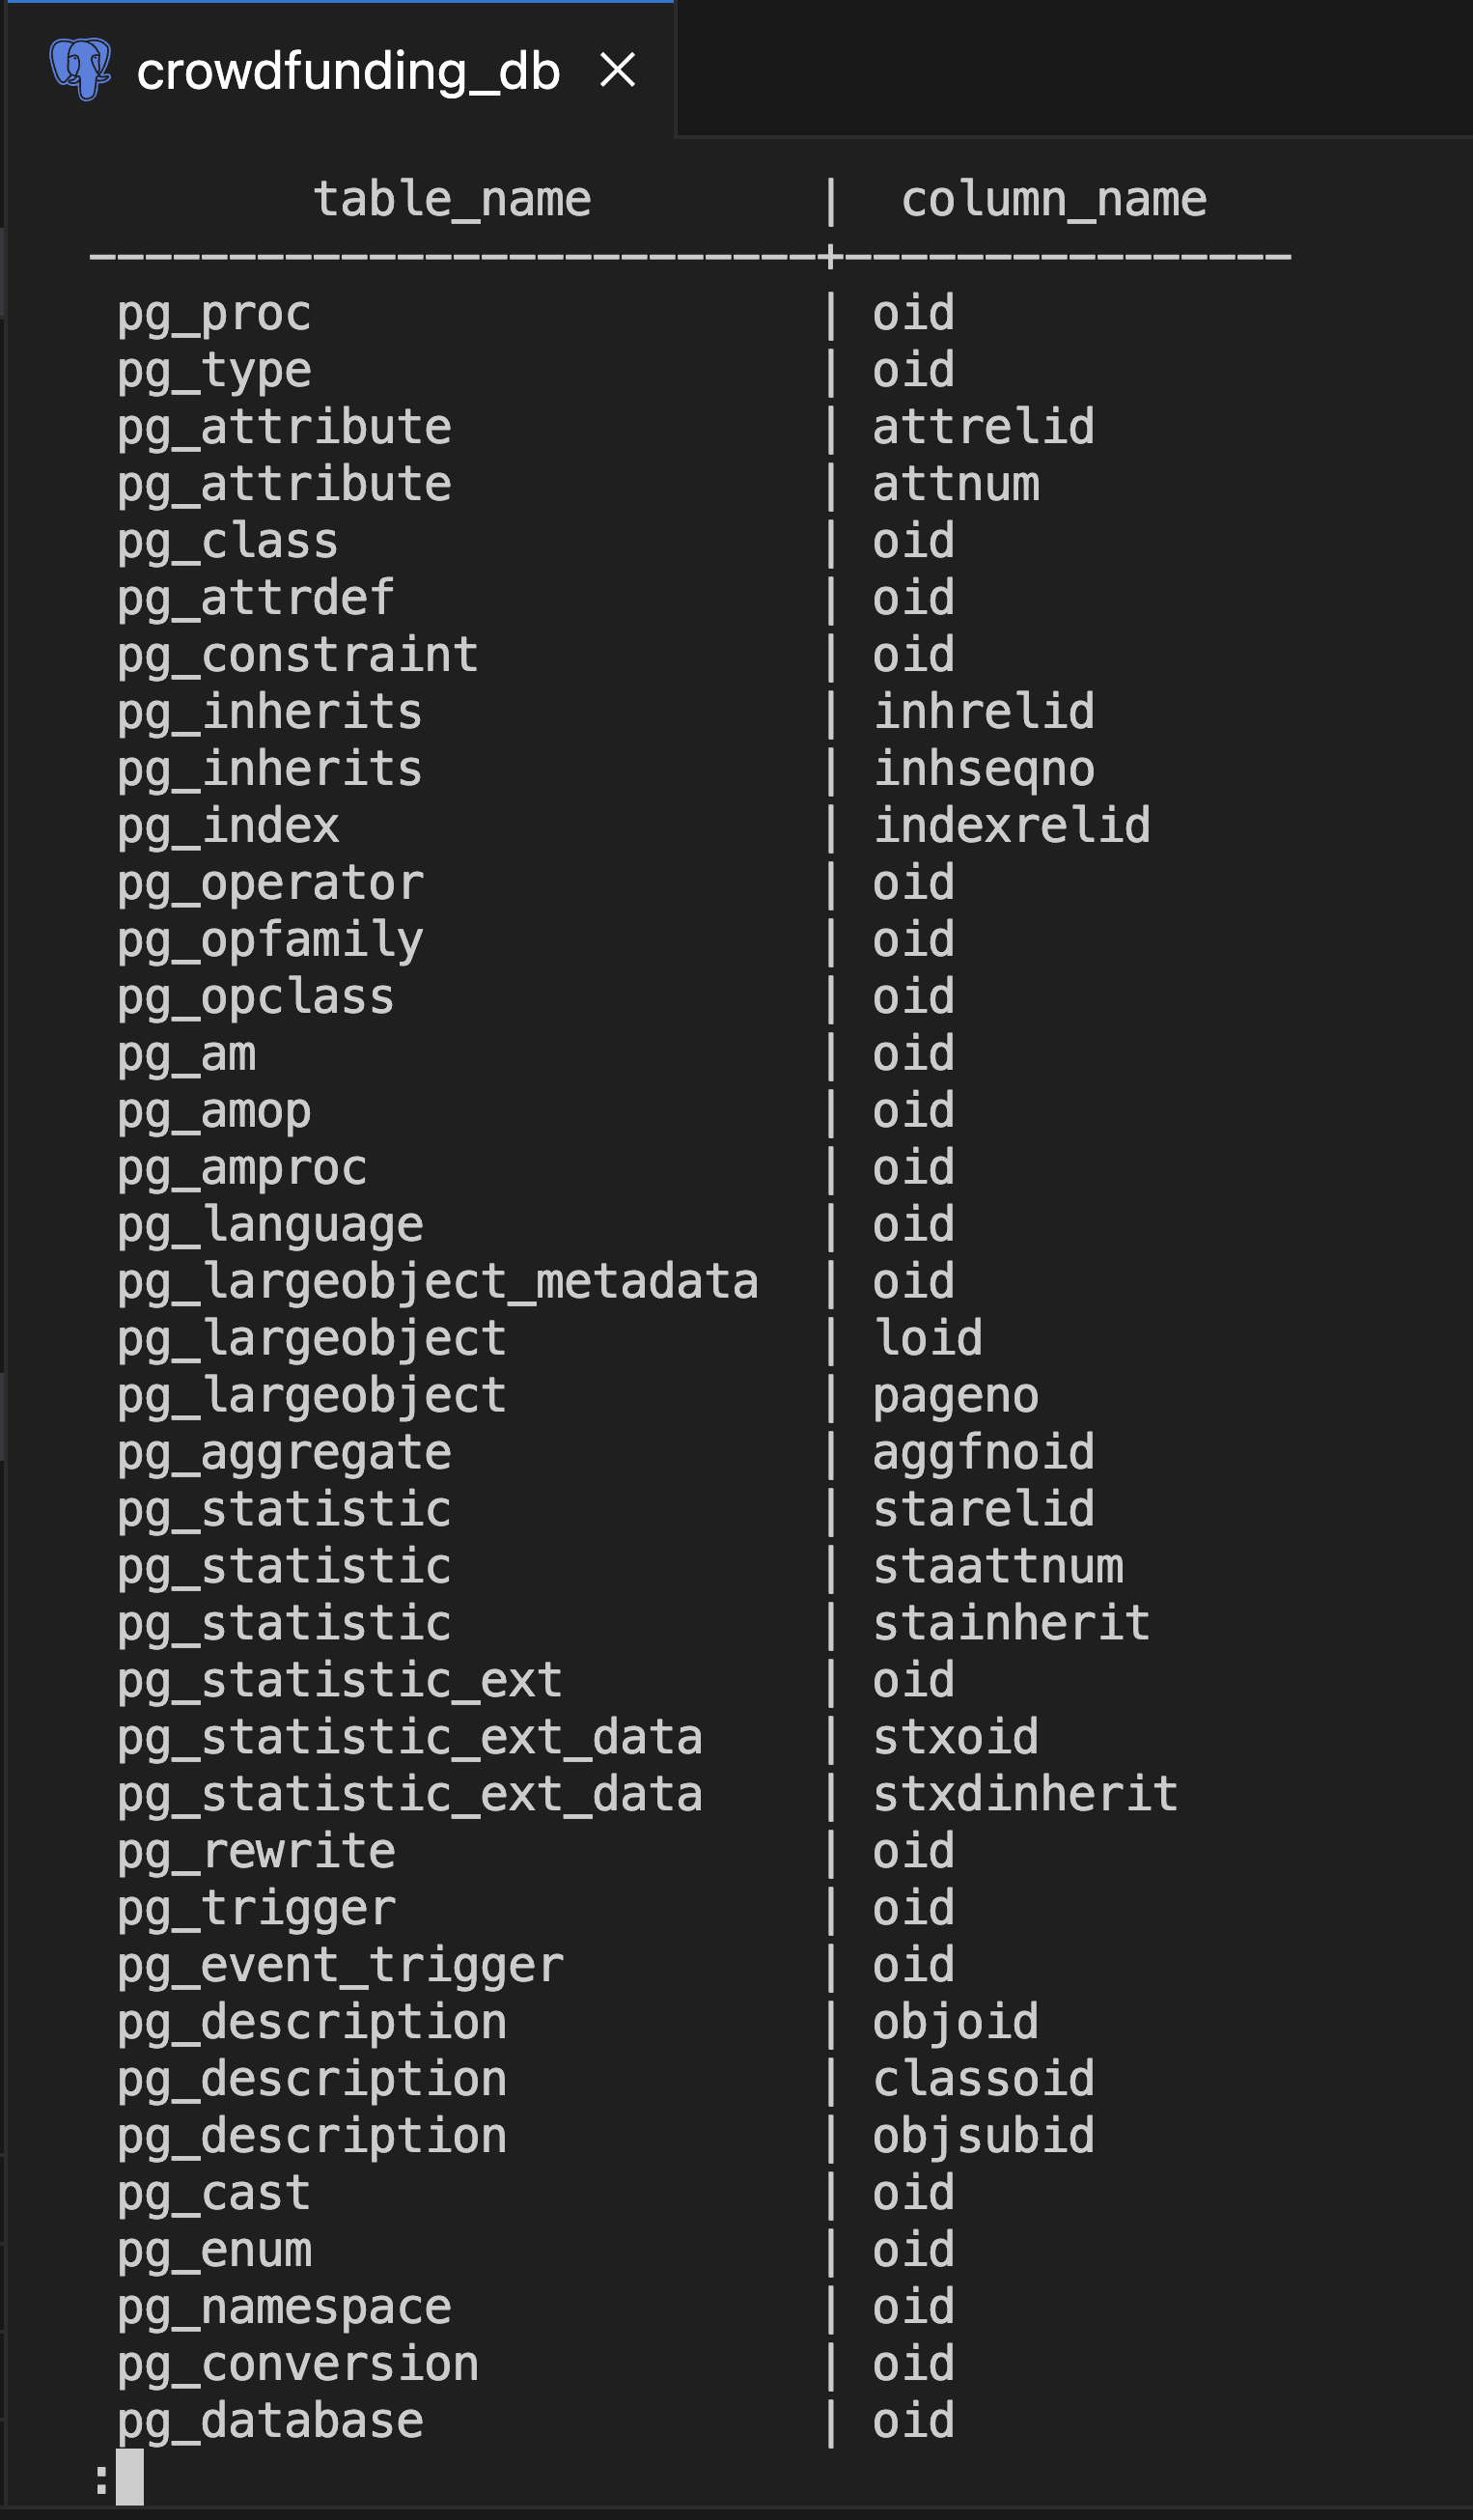 crowdfunding_db ×
table_name | column_name
---------------------------+----------------
pg_proc | oid
pg_type | oid
pg_attribute | attrelid
pg_attribute | attnum
pg_class | oid
pg_attrdef | oid
pg_constraint | oid
pg_inherits | inhrelid
pg_inherits | inhseqno
pg_index | indexrelid
pg_operator | oid
pg_opfamily | oid
pg_opclass | oid
pg_am | oid
pg_amop | oid
pg_amproc | oid
pg_language | oid
pg_largeobject_metadata | oid
pg_largeobject | loid
pg_largeobject | pageno
pg_aggregate | aggfnoid
pg_statistic | starelid
pg_statistic | staattnum
pg_statistic | stainherit
pg_statistic_ext | oid
pg_statistic_ext_data | stxoid
pg_statistic_ext_data | stxdinherit
pg_rewrite | oid
pg_trigger | oid
pg_event_trigger | oid
pg_description | objoid
pg_description | classoid
pg_description | objsubid
pg_cast | oid
pg_enum | oid
pg_namespace | oid
pg_conversion | oid
pg_database | oid
: